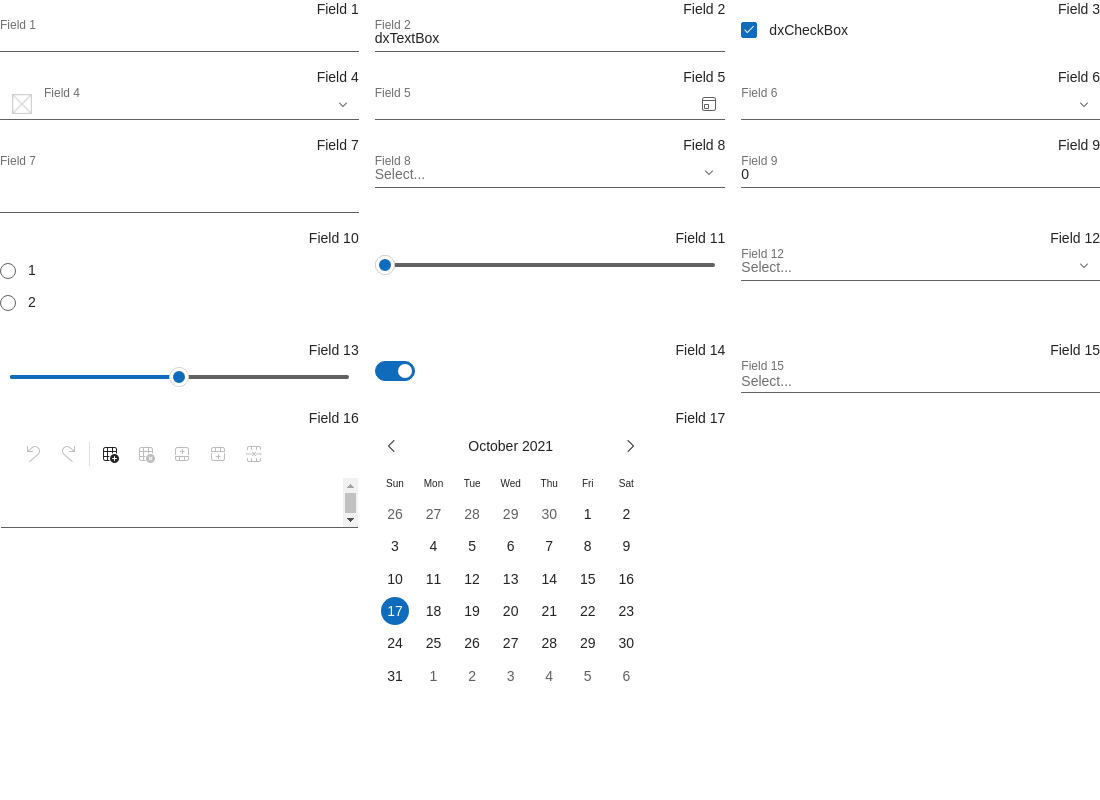 Field 1
Field 1
Field 2
Field 2
dxTextBox
Field 3
dxCheckBox
Field 4
Field 4
Field 5
Field 5
Field 6
Field 6
Field 7
Field 7
Field 8
Field 8
Select...
Field 9
Field 9
0
Field 10
1
2
Field 11
Field 12
Field 12
Select...
Field 13
Field 14
Field 15
Field 15
Select...
Field 16
Field 17
October 2021
Sun Mon Tue Wed Thu Fri Sat
26 27 28 29 30 1 2
3 4 5 6 7 8 9
10 11 12 13 14 15 16
17 18 19 20 21 22 23
24 25 26 27 28 29 30
31 1 2 3 4 5 6